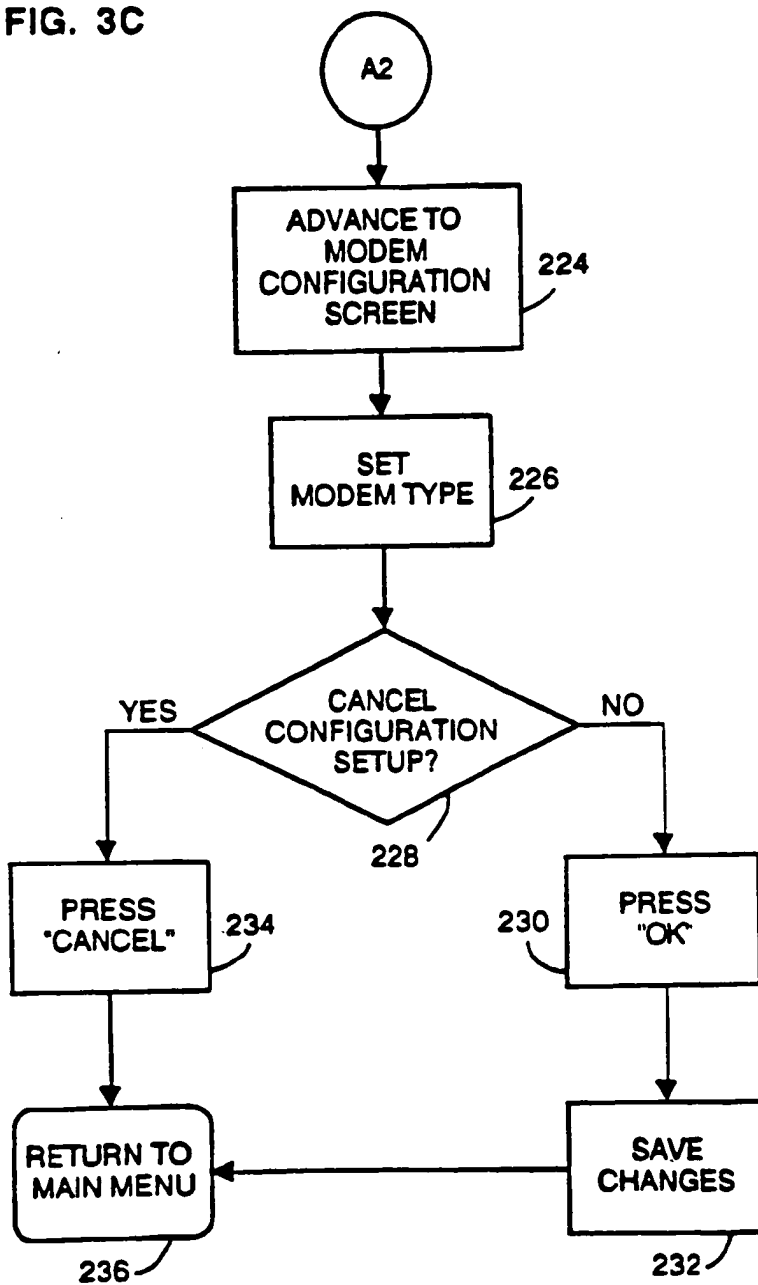 FIG. 3C
A2
ADVANCE TO
MODEM
CONFIGURATION
SCREEN
224
SET
MODEM TYPE
226
CANCEL
CONFIGURATION
SETUP?
YES
NO
228
PRESS
"CANCEL"
234
230
PRESS
"OK"
RETURN TO
MAIN MENU
SAVE
CHANGES
236
232